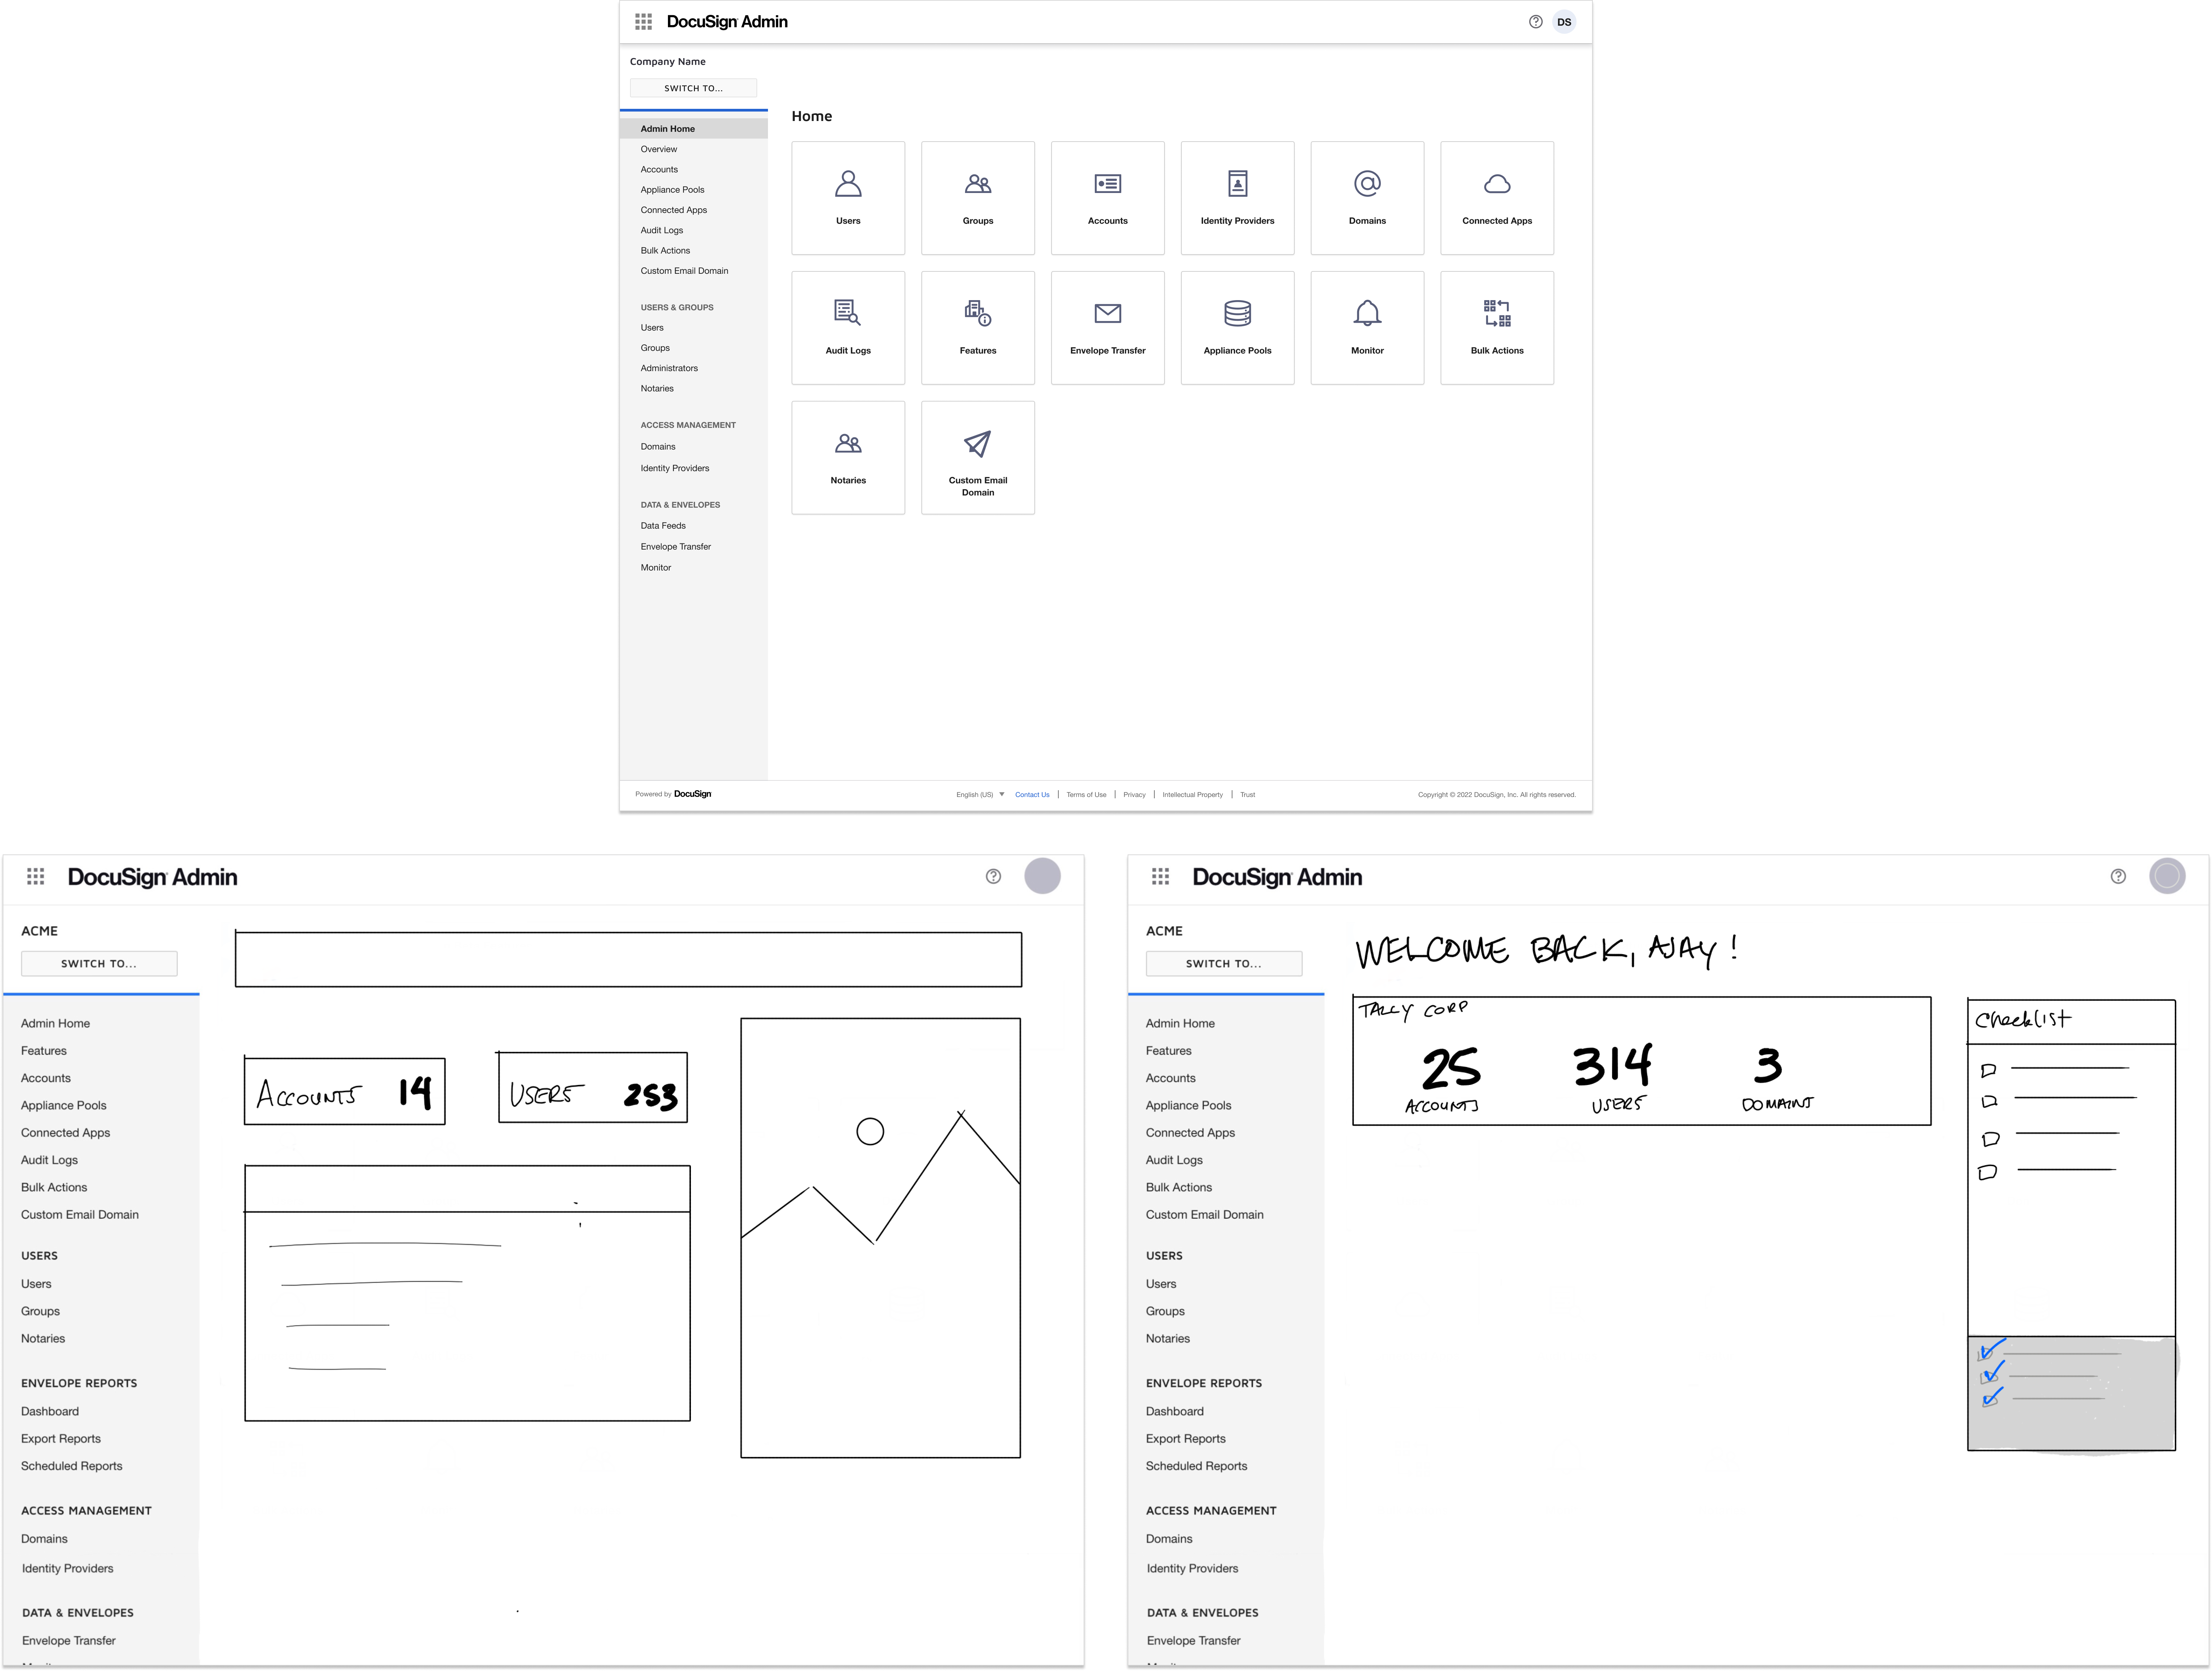 DocuSign Admin
DS
Company Name
SWITCH TO...
Admin Home
Overview
Accounts
Appliance Pools
Connected Apps
Audit Logs
Bulk Actions
Custom Email Domain
USERS & GROUPS
Users
Groups
Administrators
Notaries
ACCESS MANAGEMENT
Domains
Identity Providers
DATA & ENVELOPES
Data Feeds
Envelope Transfer
Monitor
Home
Users
Groups
Accounts
Identity Providers
Domains
Connected Apps
Audit Logs
Features
Envelope Transfer
Appliance Pools
Monitor
Bulk Actions
Notaries
Custom Email
Domain
Powered by DocuSign
English (US) Contact Us | Terms of Use | Privacy | Intellectual Property | Trust
Copyright © 2022 DocuSign, Inc. All rights reserved.
DocuSign Admin
ACME
SWITCH TO...
Admin Home
Features
Accounts
Appliance Pools
Connected Apps
Audit Logs
Bulk Actions
Custom Email Domain
USERS
Users
Groups
Notaries
ENVELOPE REPORTS
Dashboard
Export Reports
Scheduled Reports
ACCESS MANAGEMENT
Domains
Identity Providers
DATA & ENVELOPES
Envelope Transfer
ACCOUNTS 14
USERS 253
DocuSign Admin
ACME
SWITCH TO...
Admin Home
Features
Accounts
Appliance Pools
Connected Apps
Audit Logs
Bulk Actions
Custom Email Domain
USERS
Users
Groups
Notaries
ENVELOPE REPORTS
Dashboard
Export Reports
Scheduled Reports
ACCESS MANAGEMENT
Domains
Identity Providers
DATA & ENVELOPES
Envelope Transfer
WELCOME BACK, AJAY!
TALLY CORP
25 314 3
ACCOUNTS USERS DOMAINS
Checklist